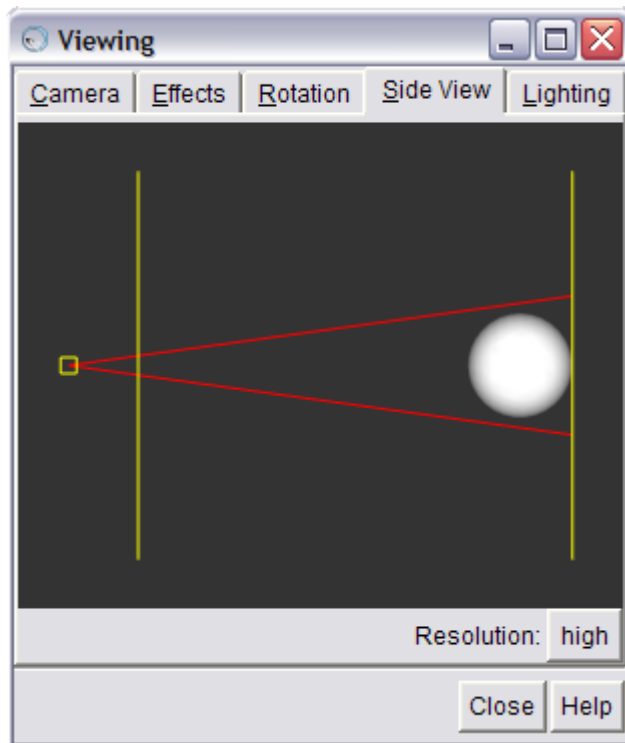 Viewing
Camera Effects Rotation Side View Lighting
Resolution: high
Close Help